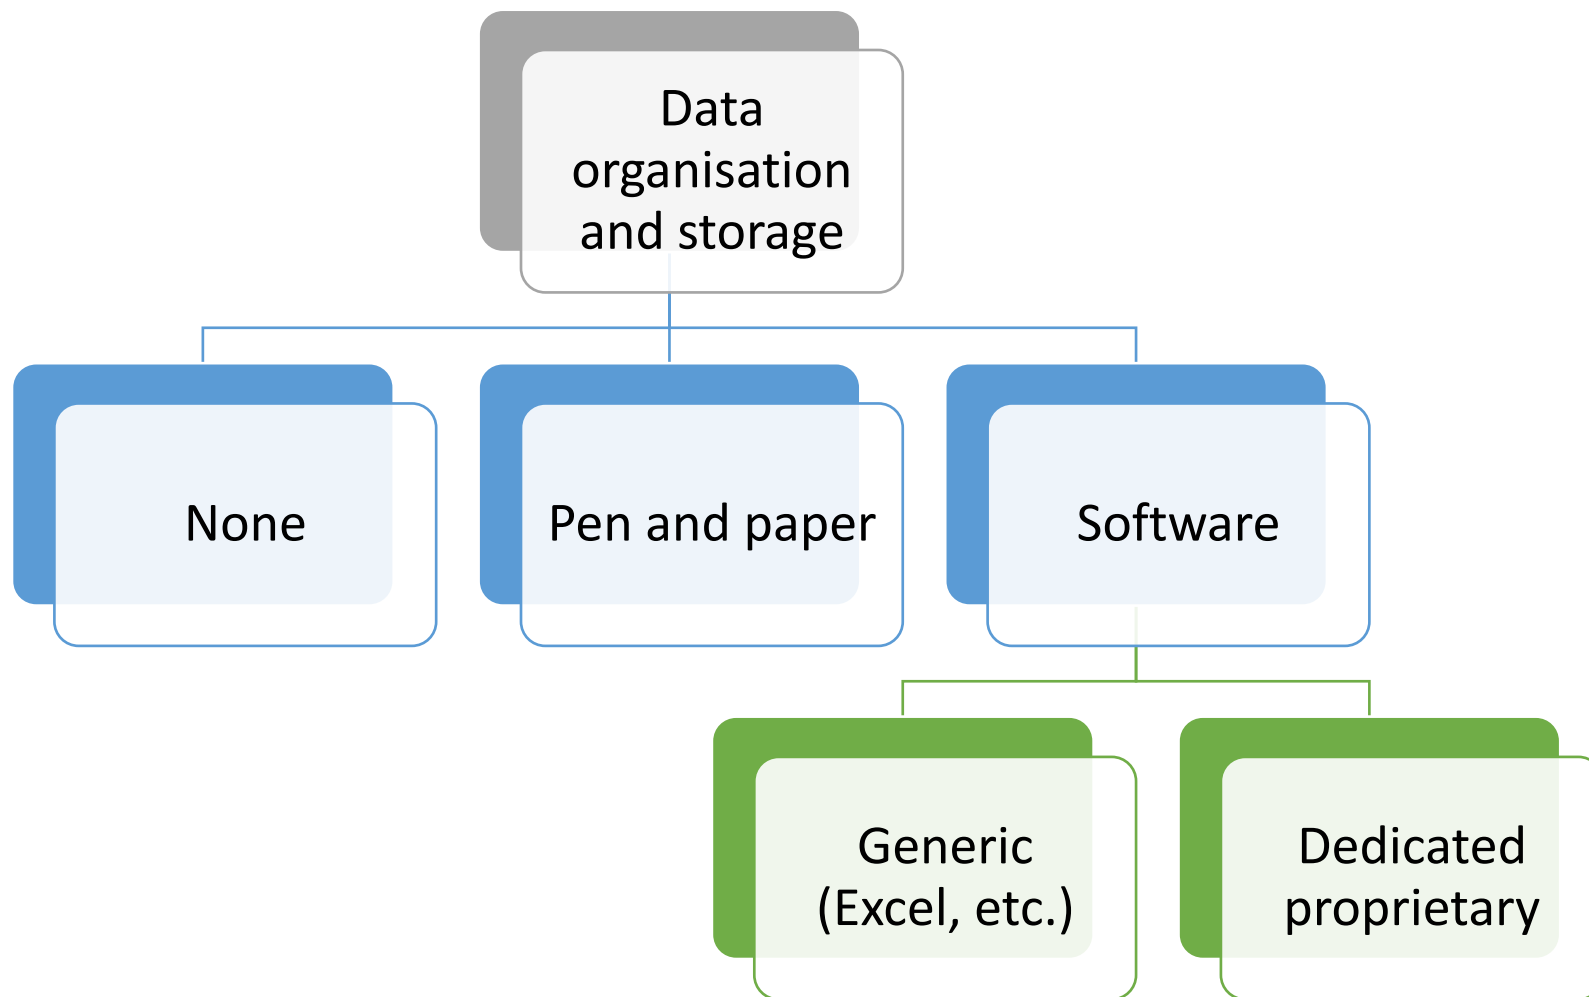 Data
organisation
and storage
None
Pen and paper
Software
Generic
(Excel, etc.)
Dedicated
proprietary